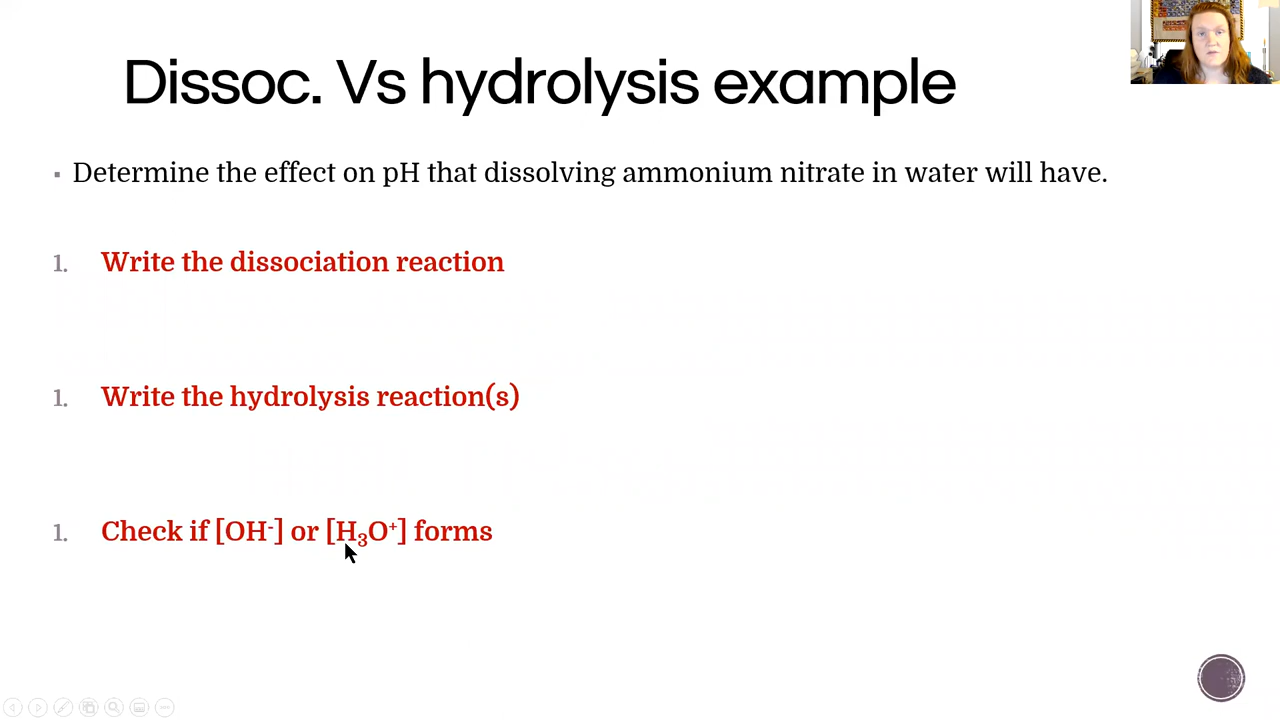 Dissoc. Vs hydrolysis example
▪ Determine the effect on pH that dissolving ammonium nitrate in water will have.
1. Write the dissociation reaction
1. Write the hydrolysis reaction(s)
1. Check if [OH⁻] or [H₃O⁺] forms